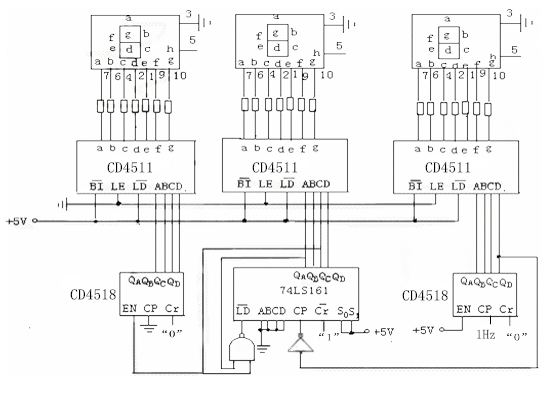 a a a
3 3 3
f g b f g b f g b
e d c e d c e d c
h 5 h 5 h 5
a b c d e f g a b c d e f g a b c d e f g
7 6 4 2 1 9 10 7 6 4 2 1 9 10 7 6 4 2 1 9 10
a b c d e f g a b c d e f g a b c d e f g
CD4511 CD4511 CD4511
BI LE LD ABCD BI LE LD ABCD BI LE LD ABCD
+5V
QA QB QC QD QA QB QC QD QA QB QC QD
CD4518 74LS161 CD4518
EN CP Cr LD ABCD CP Cr S0S1 EN CP Cr
"0" "1" +5V +5V 1Hz "0"